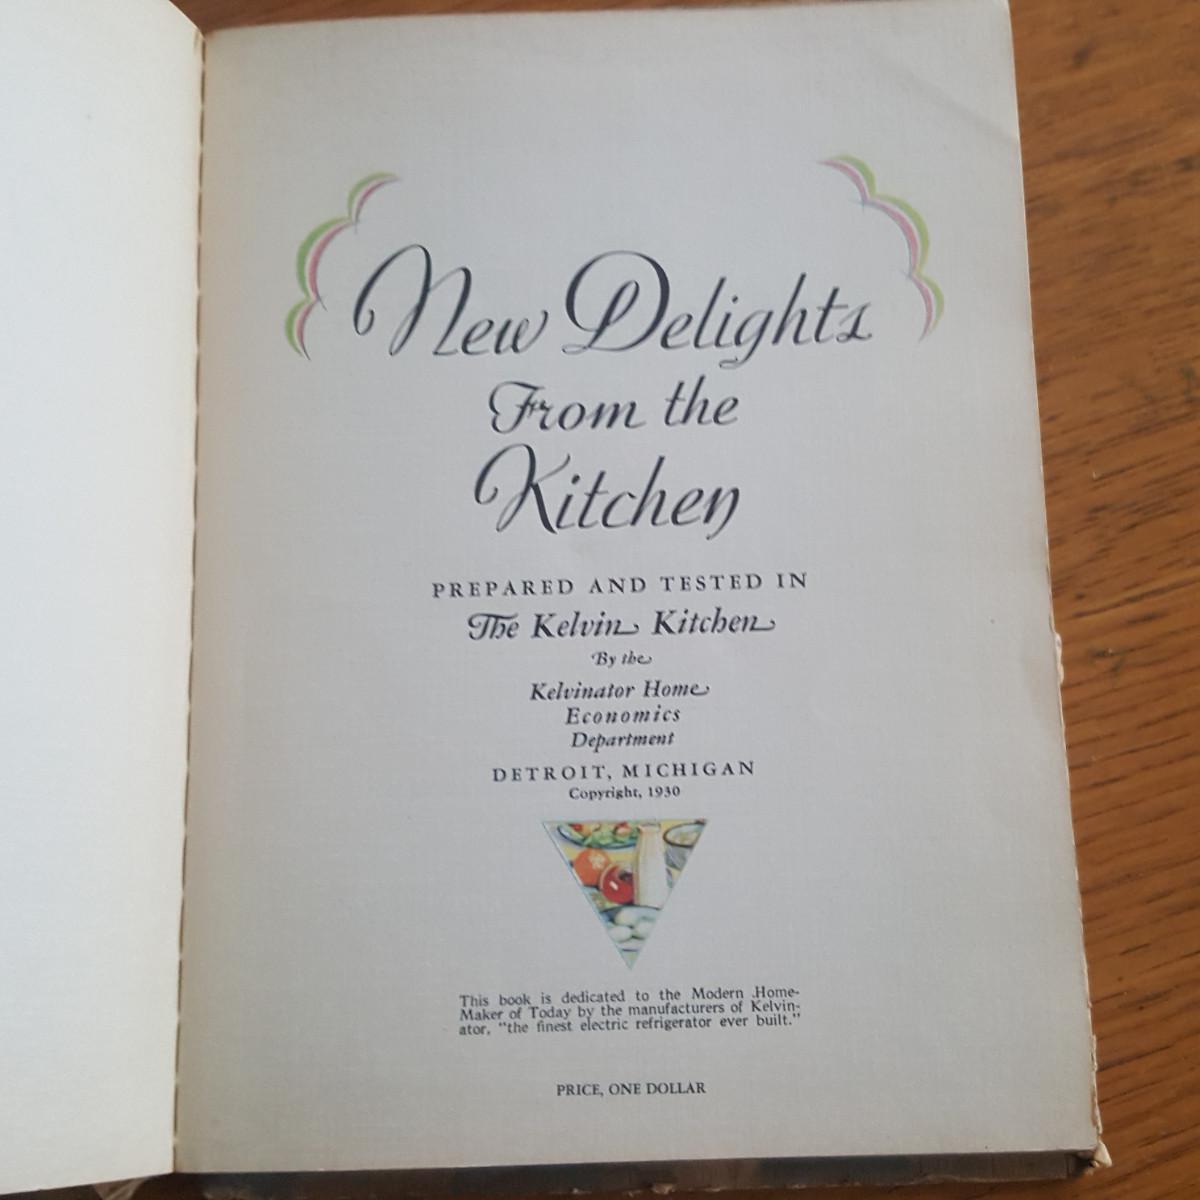 New Delights
From the
Kitchen
PREPARED AND TESTED IN
The Kelvin Kitchen
By the
Kelvinator Home
Economics
Department
DETROIT, MICHIGAN
Copyright, 1930
This book is dedicated to the Modern Home-
Maker of Today by the manufacturers of Kelvin-
ator, "the finest electric refrigerator ever built."
PRICE, ONE DOLLAR